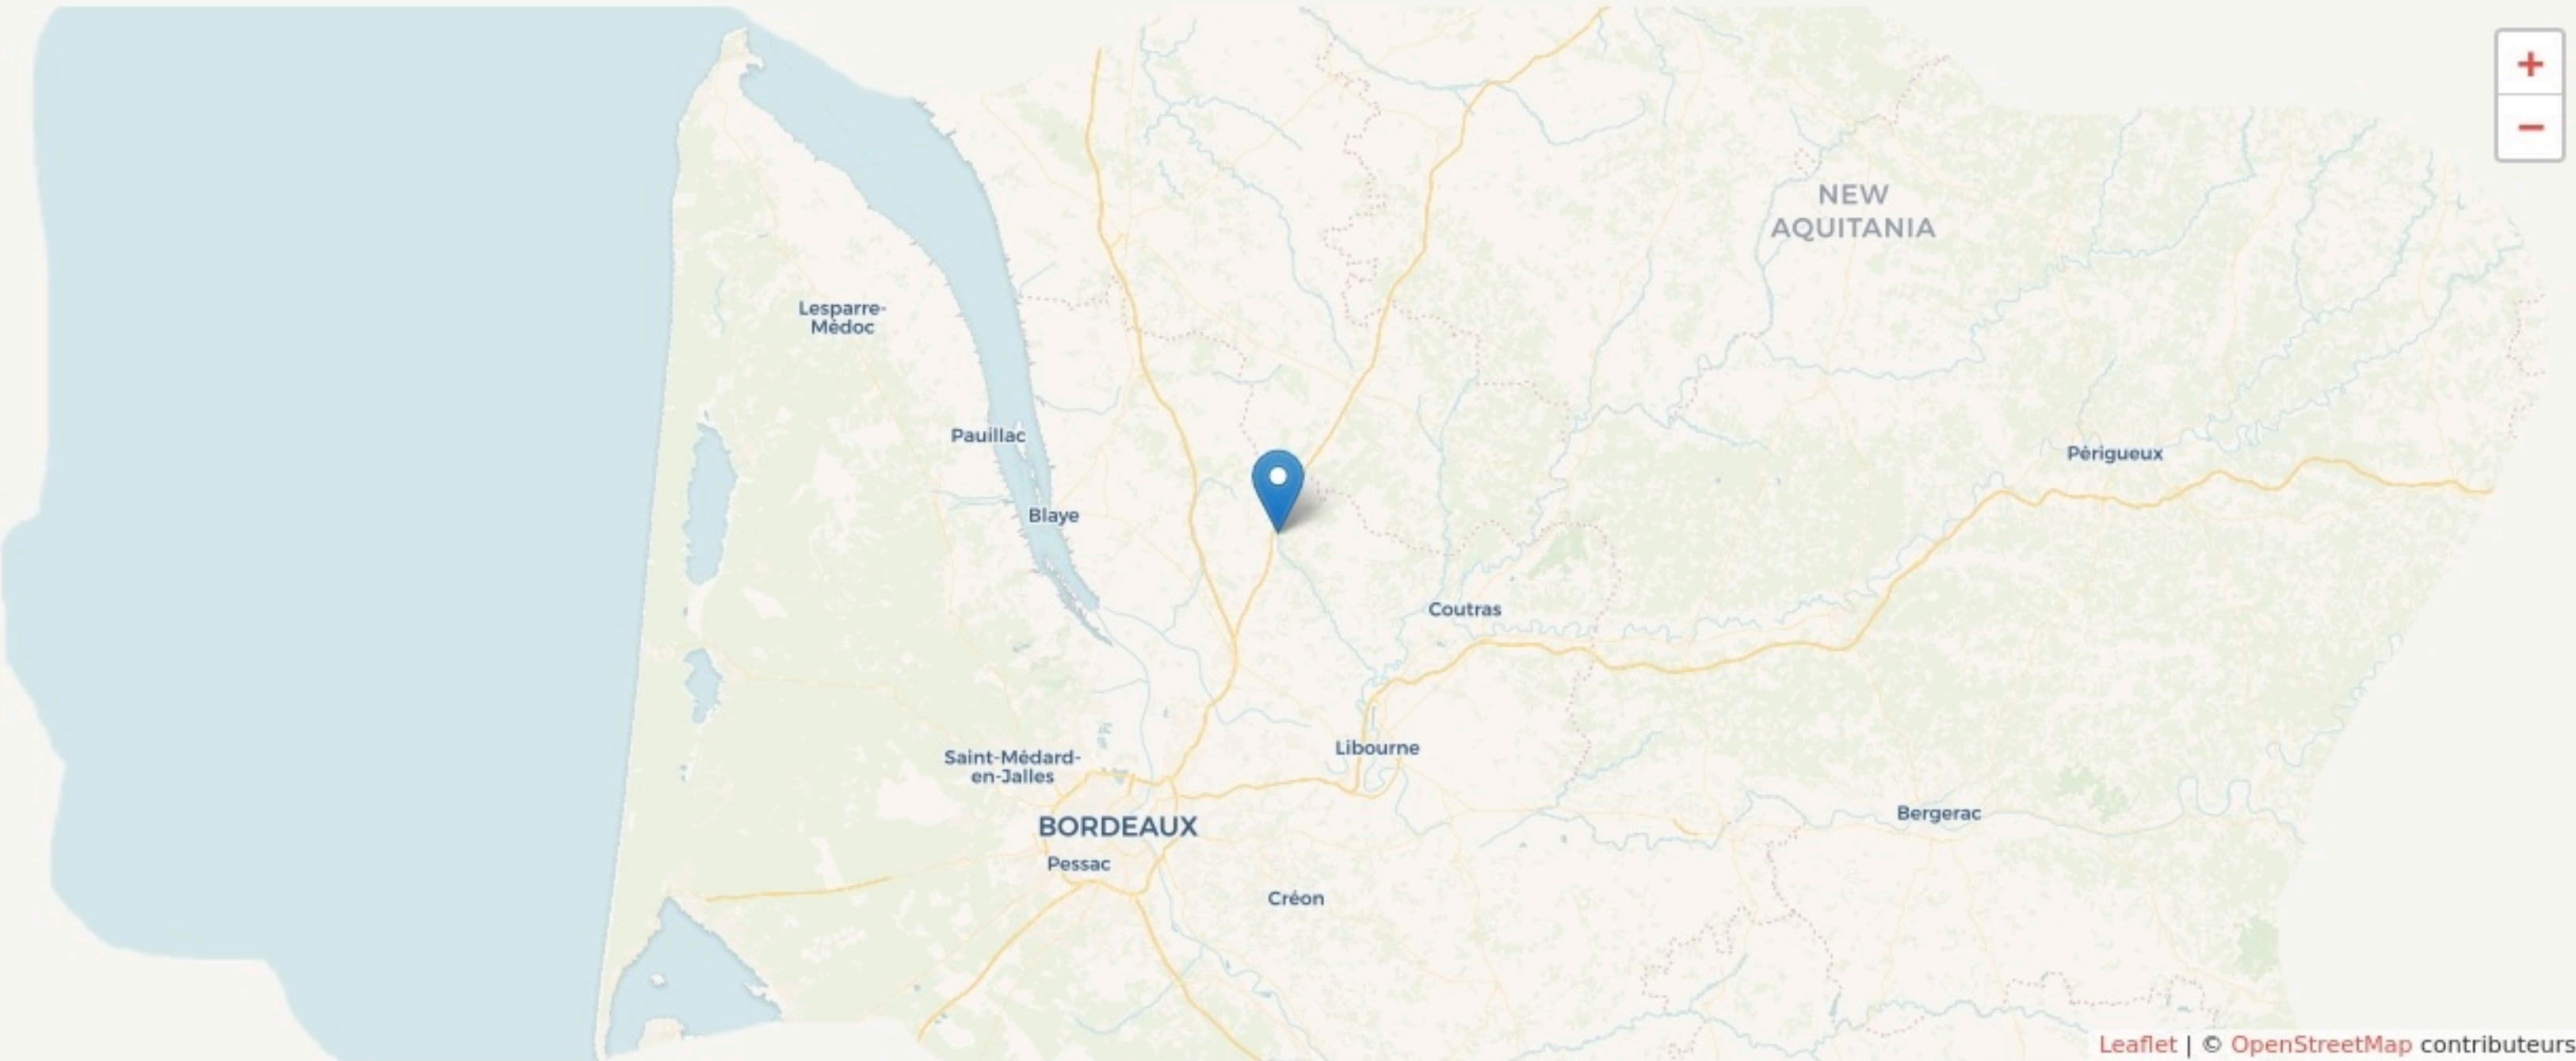 +
−
NEW
AQUITANIA
Lesparre-
Médoc
Pauillac
Périgueux
Blaye
Coutras
Libourne
Saint-Médard-
en-Jalles
Bergerac
BORDEAUX
Pessac
Créon
Leaflet | © OpenStreetMap contributeurs